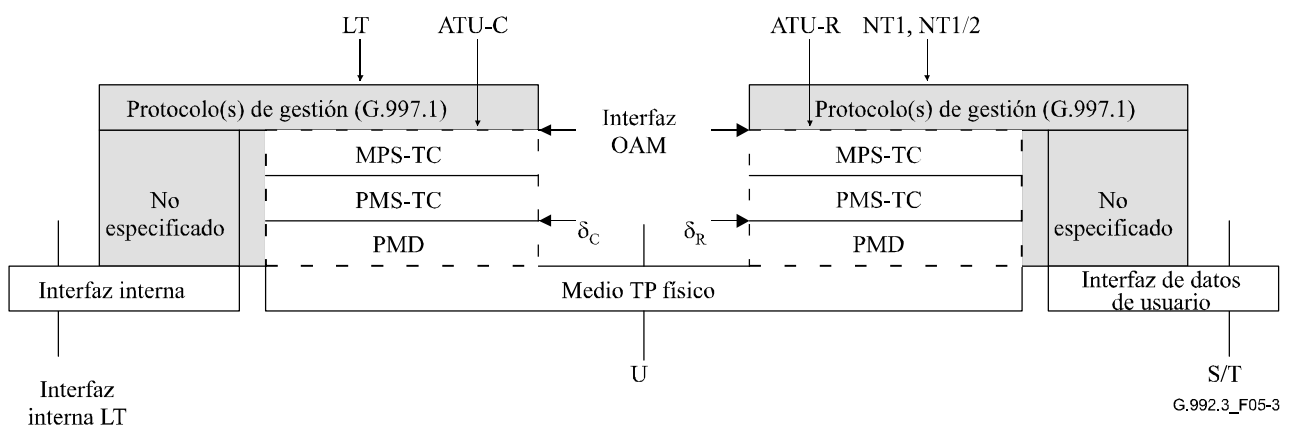 LT
ATU-C
ATU-R
NT1, NT1/2
Protocolo(s) de gestión (G.997.1)
Protocolo(s) de gestión (G.997.1)
Interfaz
OAM
MPS-TC
MPS-TC
No
especificado
PMS-TC
PMS-TC
No
especificado
δC
δR
PMD
PMD
Interfaz interna
Medio TP físico
Interfaz de datos
de usuario
Interfaz
interna LT
U
S/T
G.992.3_F05-3